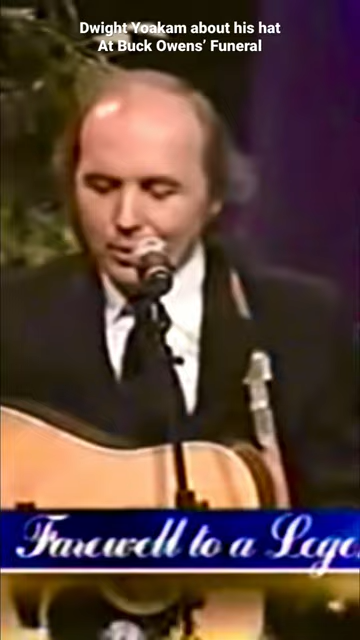 Dwight Yoakam about his hat
At Buck Owens’ Funeral
Farewell to a Lege